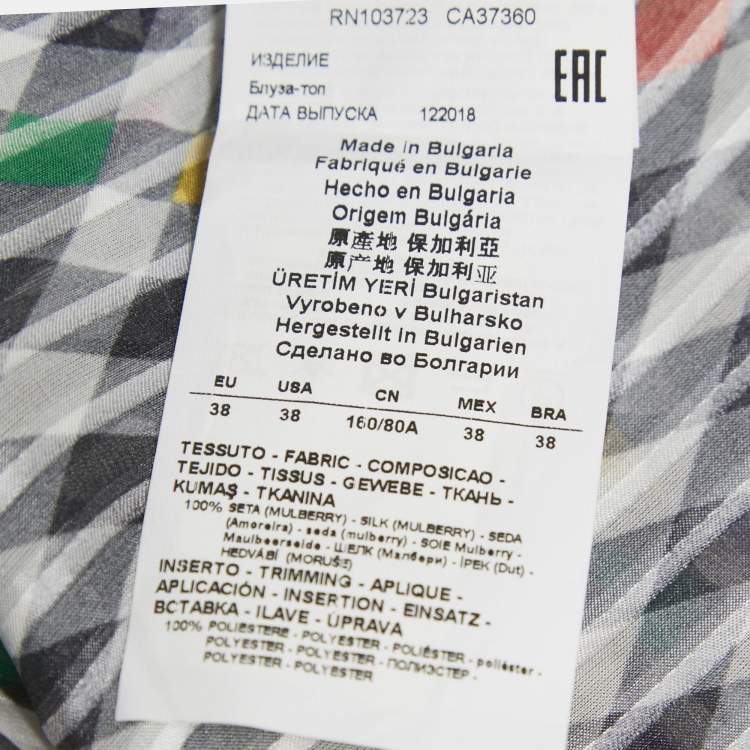 RN103723 CA37360
ИЗДЕЛИЕ
Блуза-топ
EAC
ДАТА ВЫПУСКА 122018
Made in Bulgaria
Fabriqué en Bulgarie
Hecho en Bulgaria
Origem Bulgária
原產地 保加利亞
原产地 保加利亚
ÜRETİM YERİ Bulgaristan
Vyrobeno v Bulharsko
Hergestellt in Bulgarien
Сделано во Болгарии
EU USA CN MEX BRA
38 38 160/80A 38 38
TESSUTO - FABRIC - COMPOSICAO -
TEJIDO - TISSUS - GEWEBE - ТКАНЬ -
KUMAŞ - TKANINA
100% SETA (MULBERRY) - SILK (MULBERRY) - SEDA
(Amoreira) - seda (mulberry) - SOIE Mulberry -
Maulbeerseide - ШЕЛК (Малбери) - İPEK (Dut) -
HEDVÁBÍ (MORUŠE)
INSERTO - TRIMMING - APLIQUE -
APLICACIÓN - INSERTION - EINSATZ -
ВСТАВКА - ILAVE - ÚPRAVA
100% POLIESTERE - POLYESTER - POLIÉSTER - poliéster -
POLYESTER - POLYESTER - ПОЛИЭСТЕР -
POLYESTER - POLYESTER